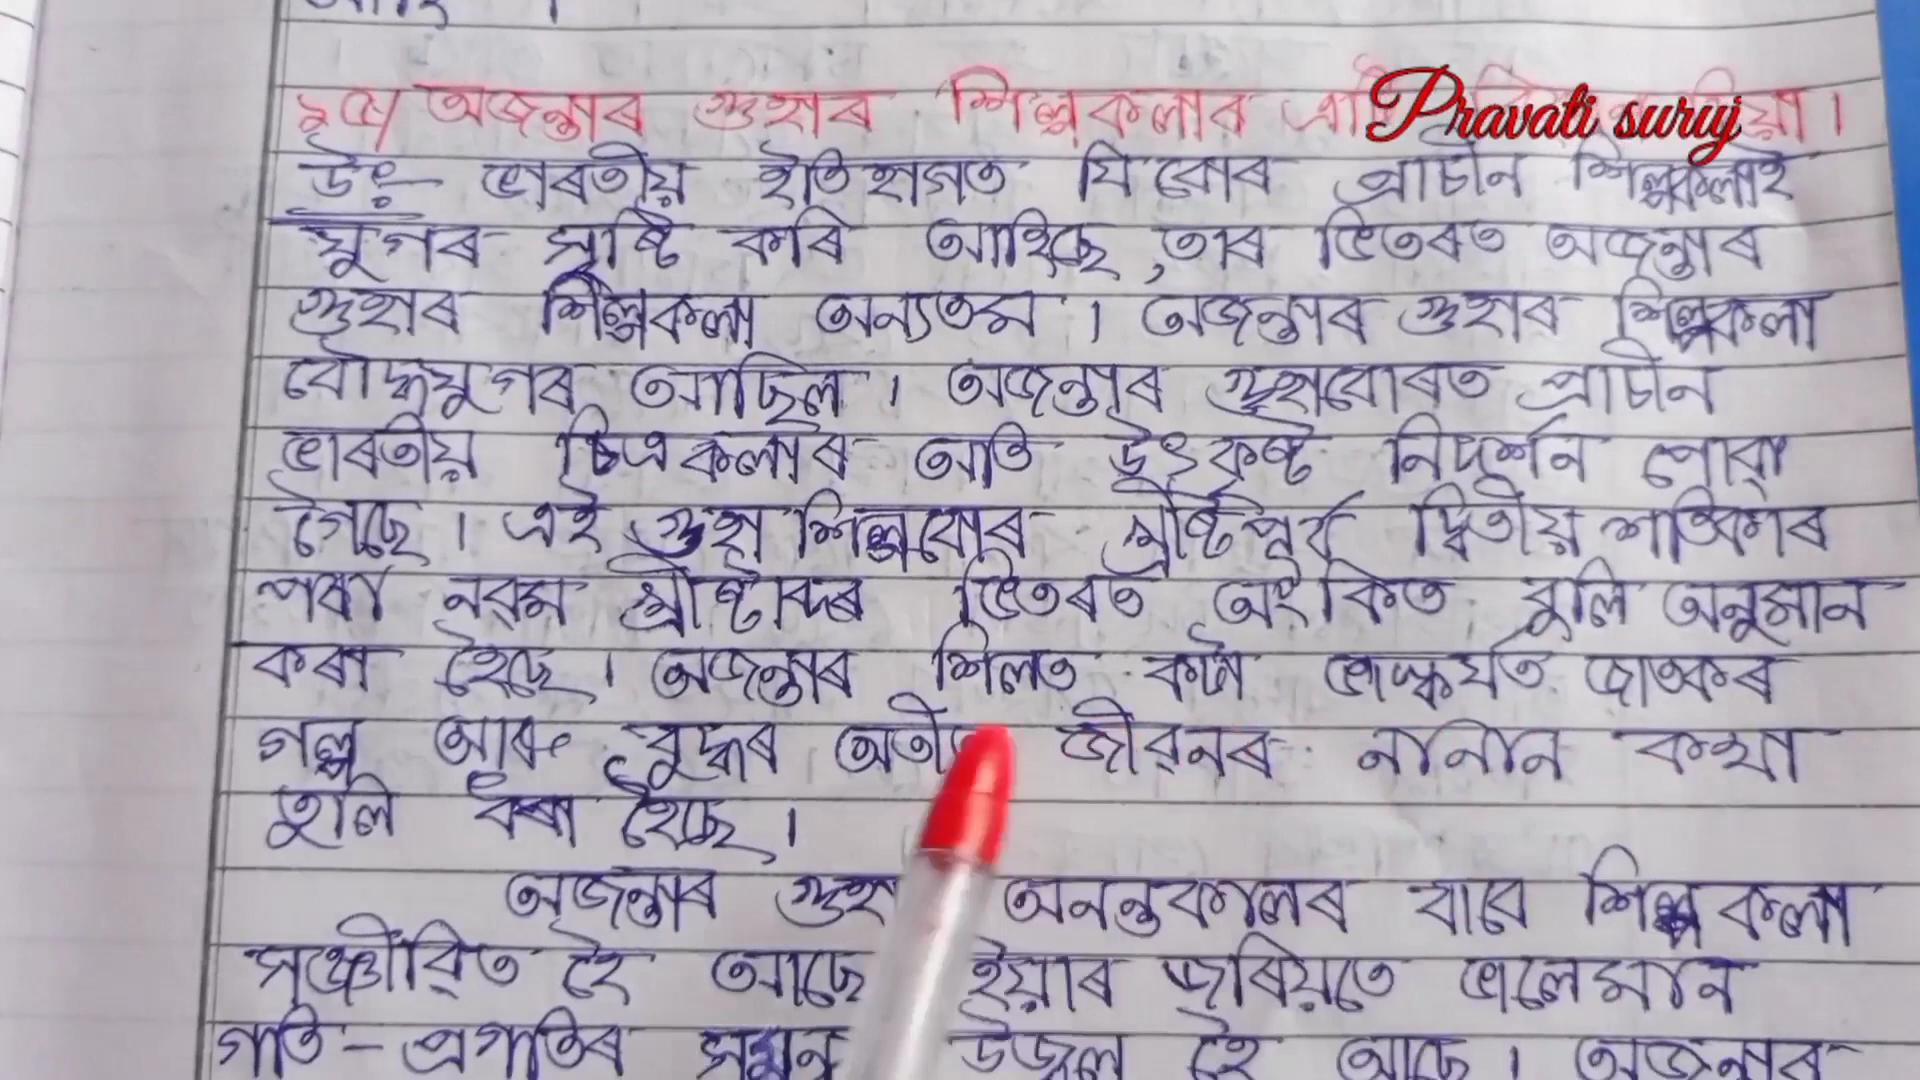 ১৫/ অজন্তাৰ গুহাৰ শিল্পকলাৰ
Pravati suruj
উঃ- ভাৰতীয় ইতিহাসত যিবোৰ প্ৰাচীন শিল্পকলাই
যুগৰ সৃষ্টি কৰি আহিছে, তাৰ ভিতৰত অজন্তাৰ
গুহাৰ শিল্পকলা অন্যতম । অজন্তাৰ গুহাৰ শিল্পকলা
বৌদ্ধযুগৰ আছিল । অজন্তাৰ গুহাবোৰত প্ৰাচীন
ভাৰতীয় চিত্ৰকলাৰ অতি উৎকৃষ্ট নিদৰ্শন পোৱা
গৈছে । এই গুহা শিল্পবোৰ খ্ৰীষ্টপূৰ্ব দ্বিতীয় শতিকাৰ
পৰা নৱম খ্ৰীষ্টাব্দৰ ভিতৰত অংকিত বুলি অনুমান
কৰা হৈছে । অজন্তাৰ শিলত কটা ভাস্কৰ্যত জাতকৰ
গল্প আৰু বুদ্ধৰ জীৱনৰ নানান কথা
তুলি ধৰা হৈছে ।
অজন্তাৰ গুহা অনন্তকালৰ বাবে শিল্পকলা
সঞ্জীৱিত হৈ আছে ইয়াৰ জৰিয়তে ভালেমান
গতি - প্ৰগতিৰ উজ্বল হৈ আছে । অজন্তাৰ